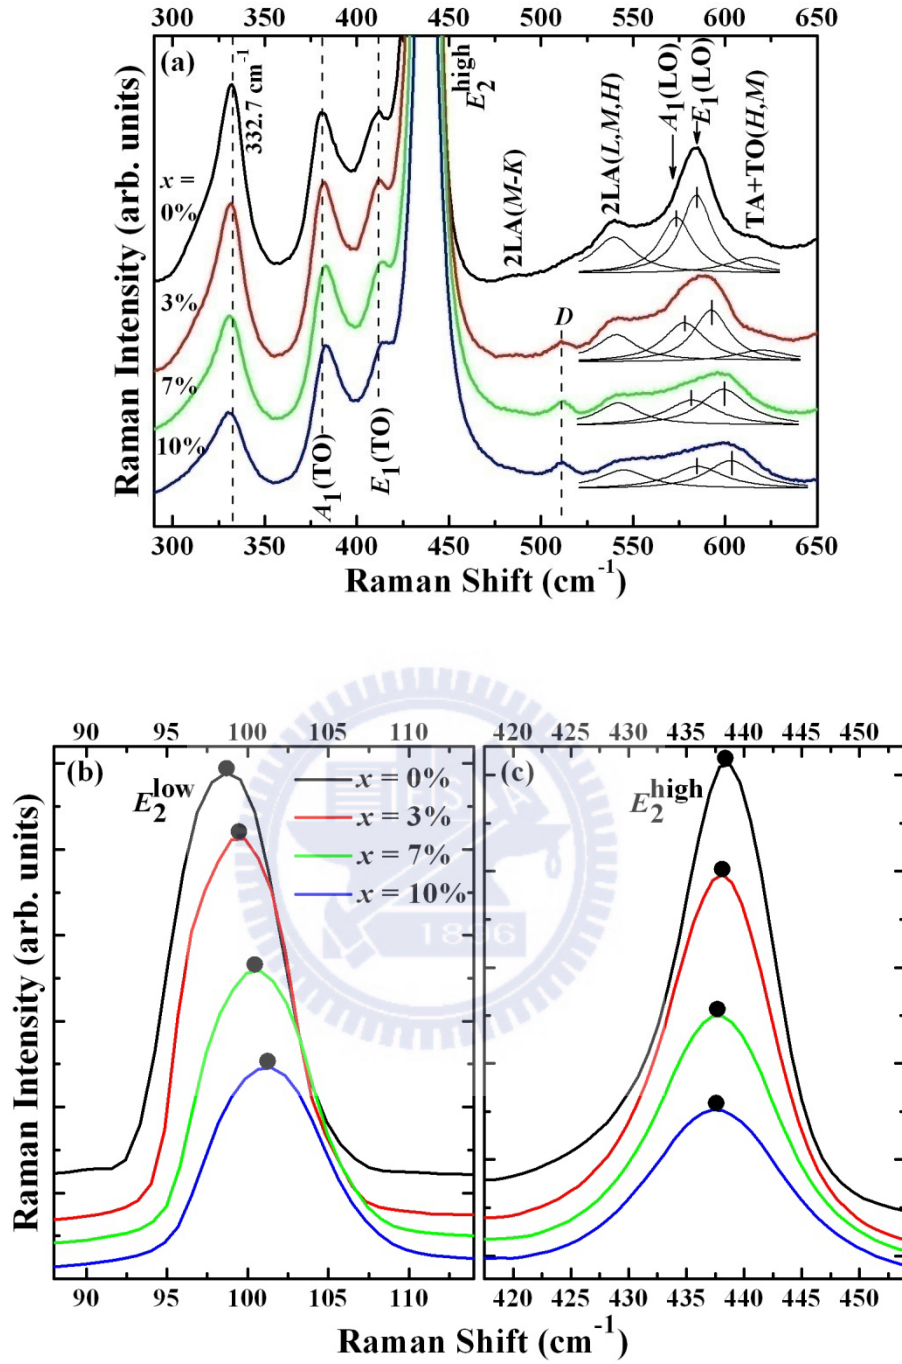 300 350 400 450 500 550 600 650
(a)
332.7 cm⁻¹
E₂ʰⁱᵍʰ
2LA(M-K)
2LA(L,M,H)
A₁(LO)
E₁(LO)
TA+TO(H,M)
x =
0%
3%
7%
10%
A₁(TO)
E₁(TO)
D
Raman Intensity (arb. units)
300 350 400 450 500 550 600 650
Raman Shift (cm⁻¹)
90 95 100 105 110 420 425 430 435 440 445 450
(b)
E₂ˡᵒʷ
x = 0%
x = 3%
x = 7%
x = 10%
(c)
E₂ʰⁱᵍʰ
1896
Raman Intensity (arb. units)
90 95 100 105 110 420 425 430 435 440 445 450
Raman Shift (cm⁻¹)